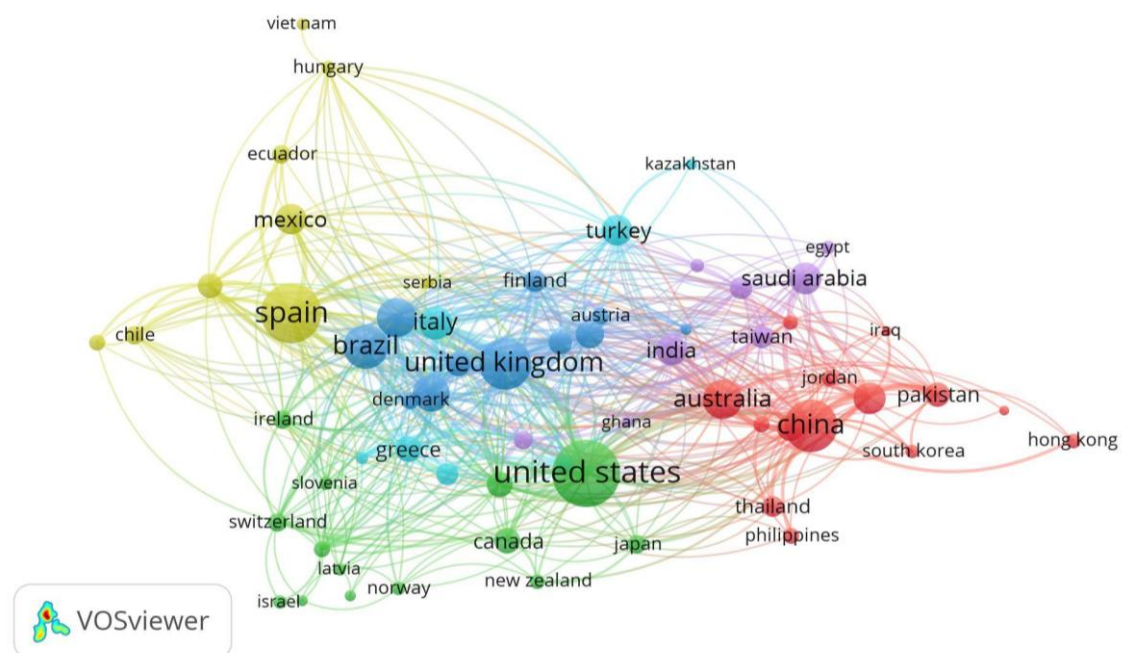 viet nam
hungary
ecuador
kazakhstan
mexico
turkey
egypt
serbia
finland
saudi arabia
spain
chile
italy
austria
iraq
brazil
taiwan
united kingdom
india
jordan
denmark
australia
pakistan
ireland
ghana
china
greece
south korea
hong kong
united states
slovenia
switzerland
thailand
canada
japan
philippines
latvia
norway
new zealand
israel
VOSviewer